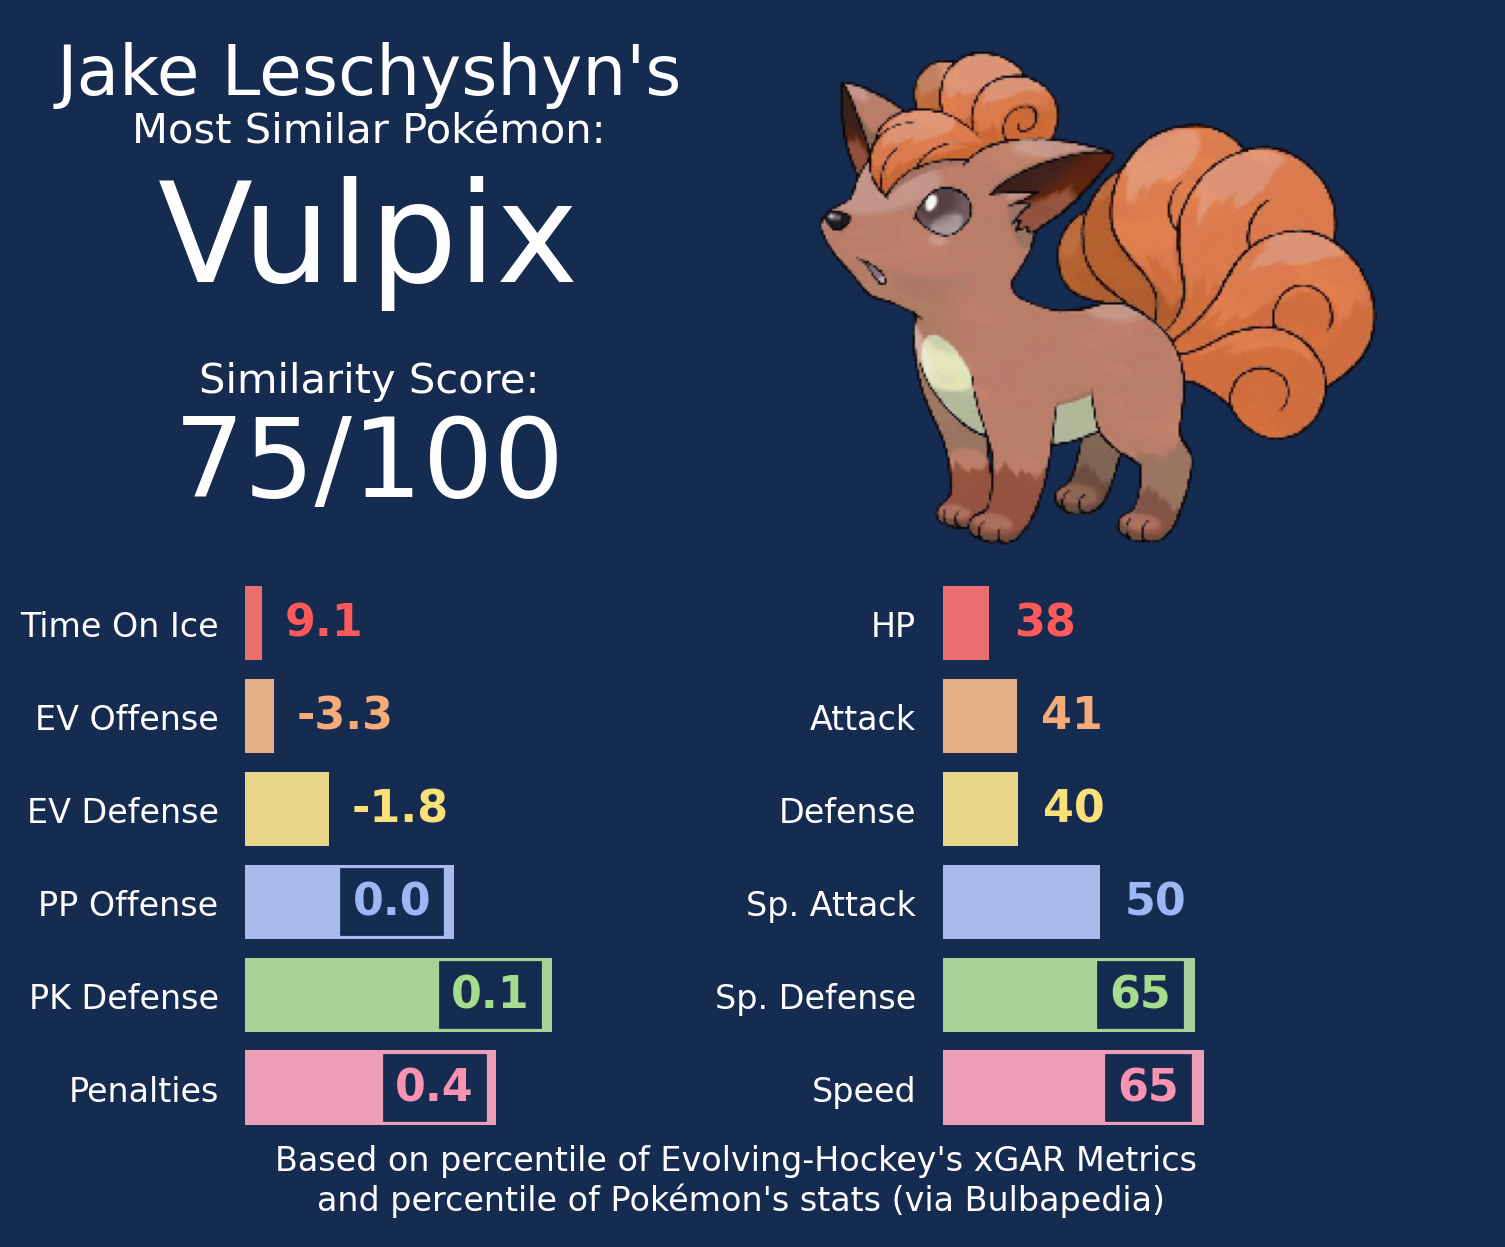 Jake Leschyshyn's
Most Similar Pokémon:
Vulpix
Similarity Score:
75/100
Time On Ice 9.1
EV Offense -3.3
EV Defense -1.8
PP Offense 0.0
PK Defense 0.1
Penalties 0.4
HP 38
Attack 41
Defense 40
Sp. Attack 50
Sp. Defense 65
Speed 65
Based on percentile of Evolving-Hockey's xGAR Metrics
and percentile of Pokémon's stats (via Bulbapedia)